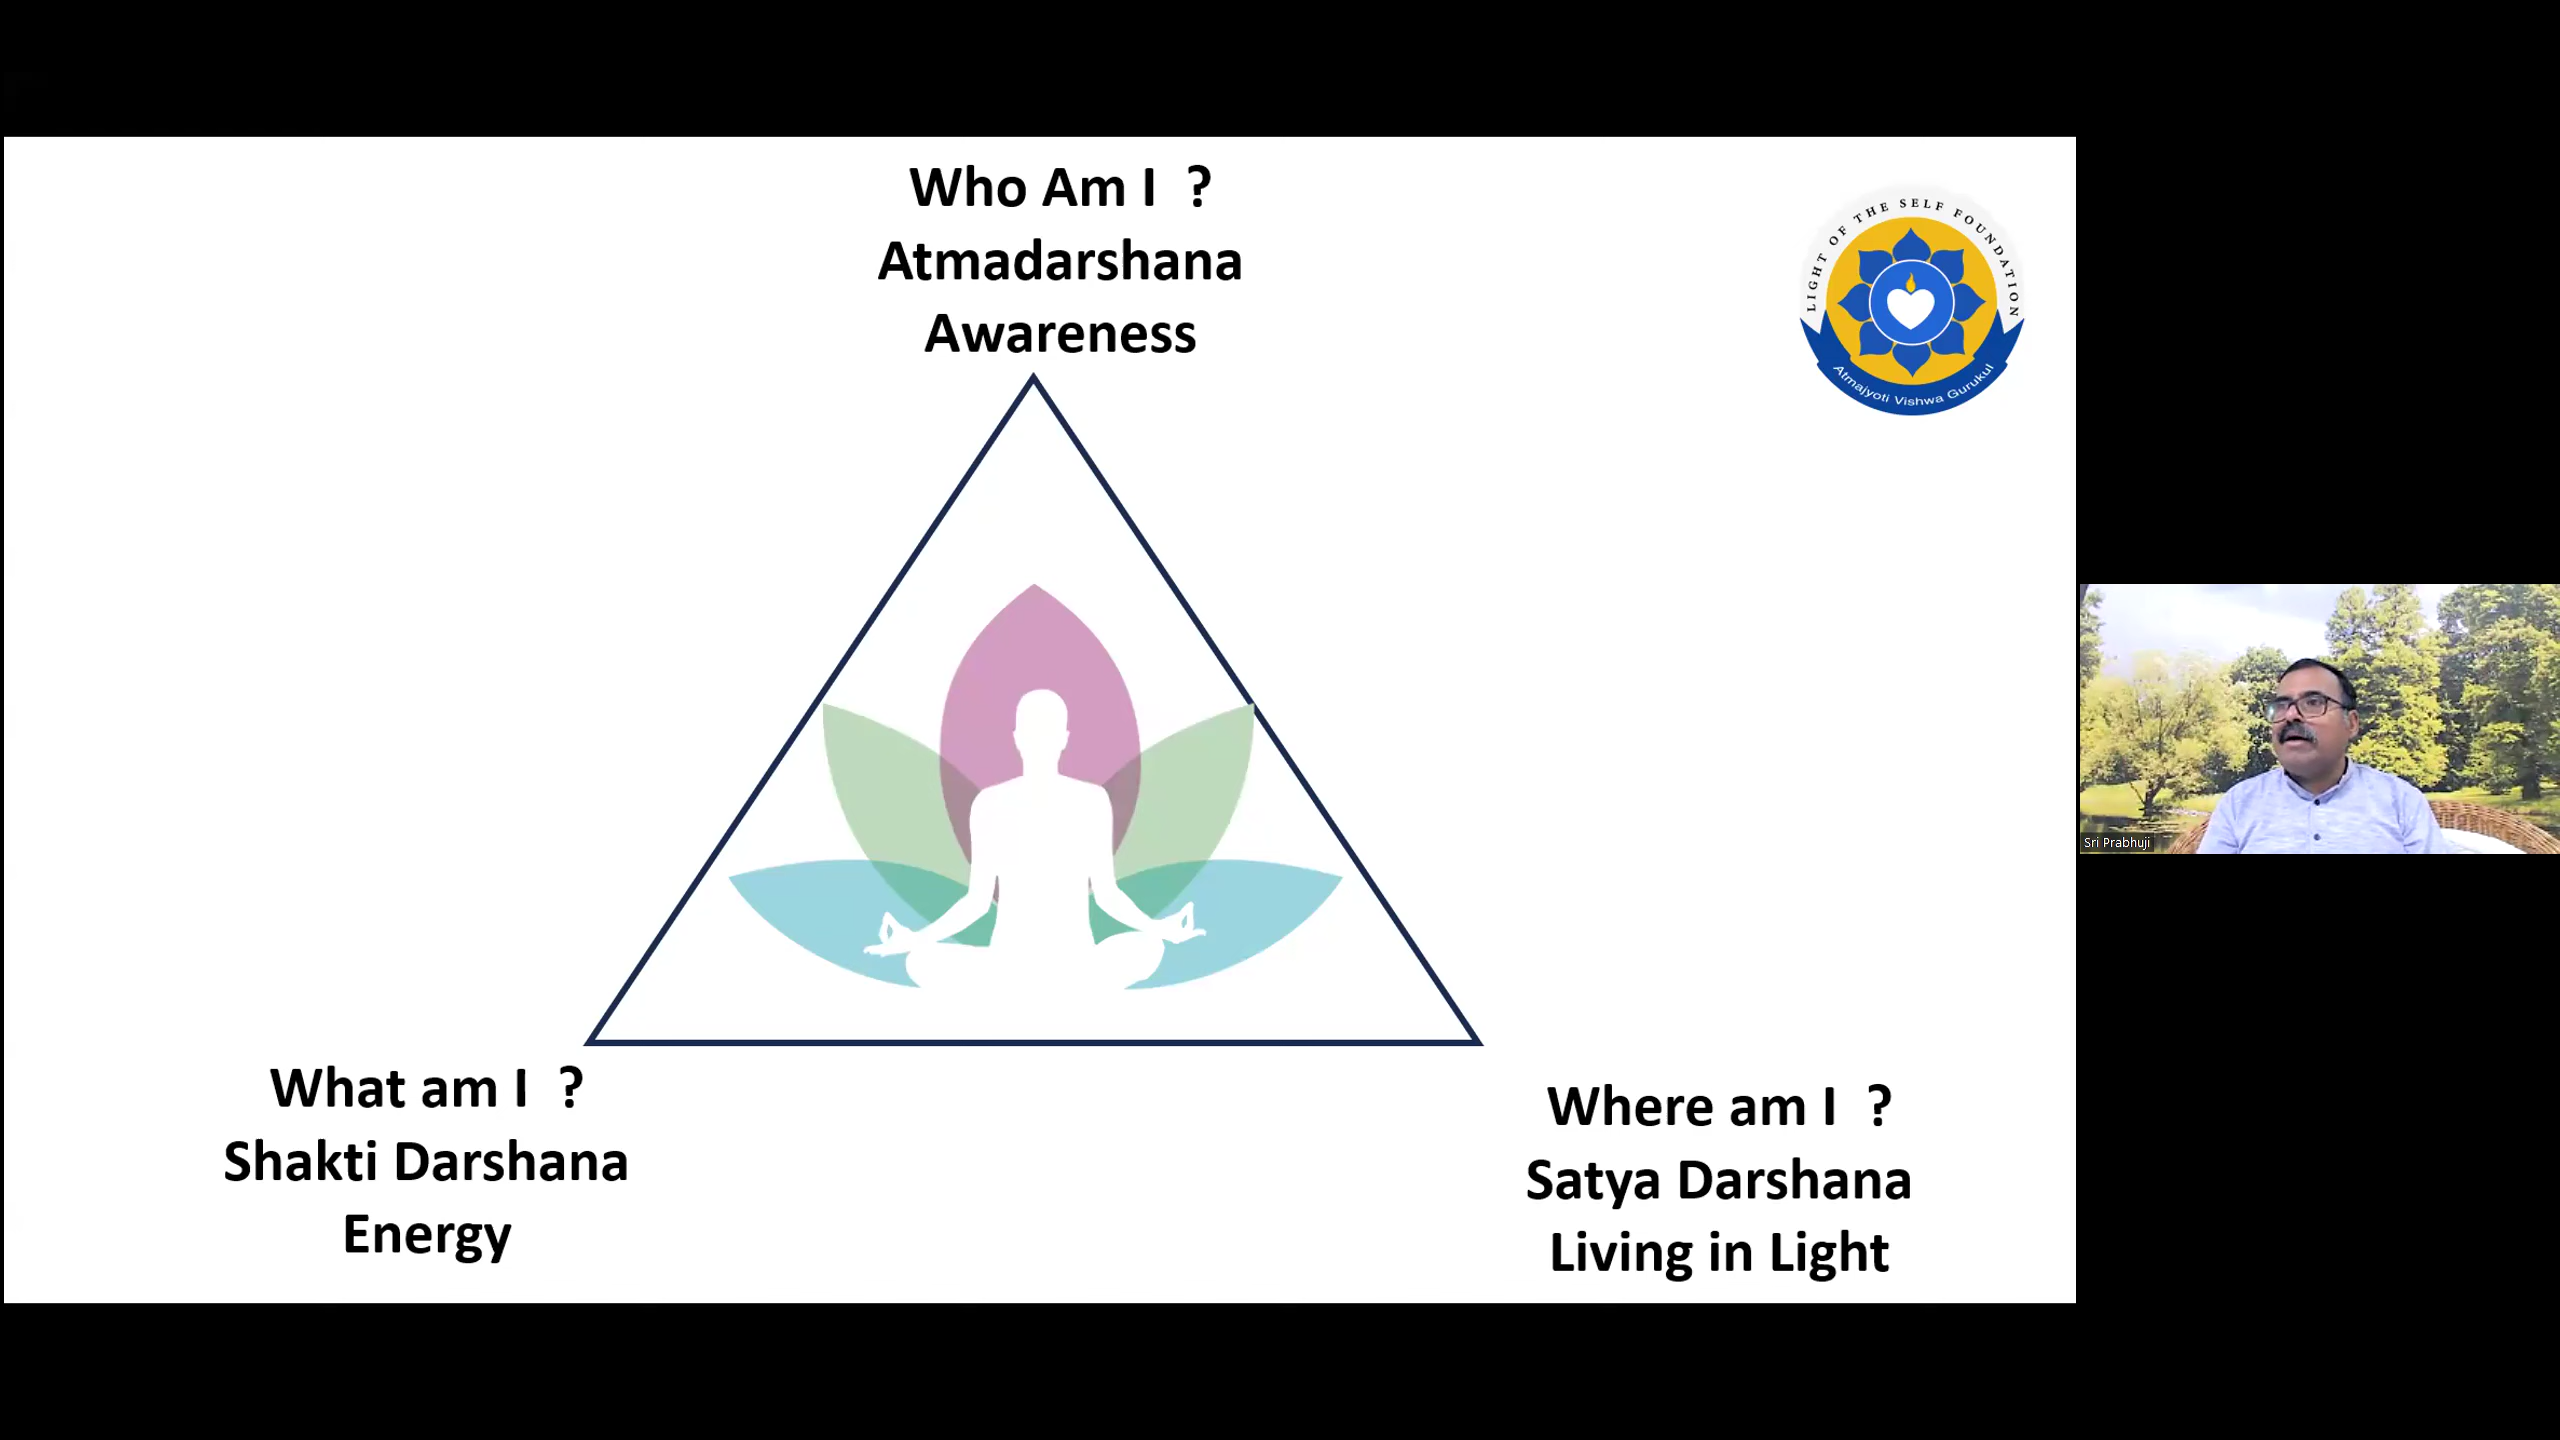 Who Am I  ?
Atmadarshana
Awareness
LIGHT OF THE SELF FOUNDATION
Atmajyoti Vishwa Gurukul
Sri Prabhuji
What am I  ?
Shakti Darshana
Energy
Where am I  ?
Satya Darshana
Living in Light